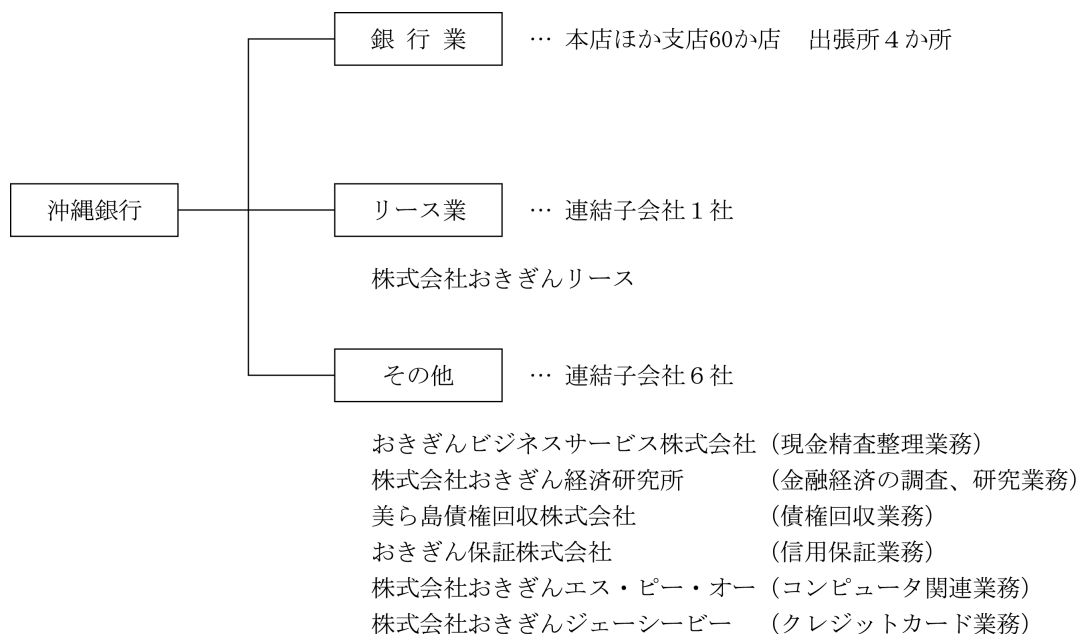 銀 行 業 … 本店ほか支店60か店 出張所4か所
沖縄銀行 リース業 … 連結子会社1社
株式会社おきぎんリース
その他 … 連結子会社6社
おきぎんビジネスサービス株式会社(現金精査整理業務)
株式会社おきぎん経済研究所 (金融経済の調査、研究業務)
美ら島債権回収株式会社 (債権回収業務)
おきぎん保証株式会社 (信用保証業務)
株式会社おきぎんエス・ピー・オー(コンピュータ関連業務)
株式会社おきぎんジェーシービー (クレジットカード業務)